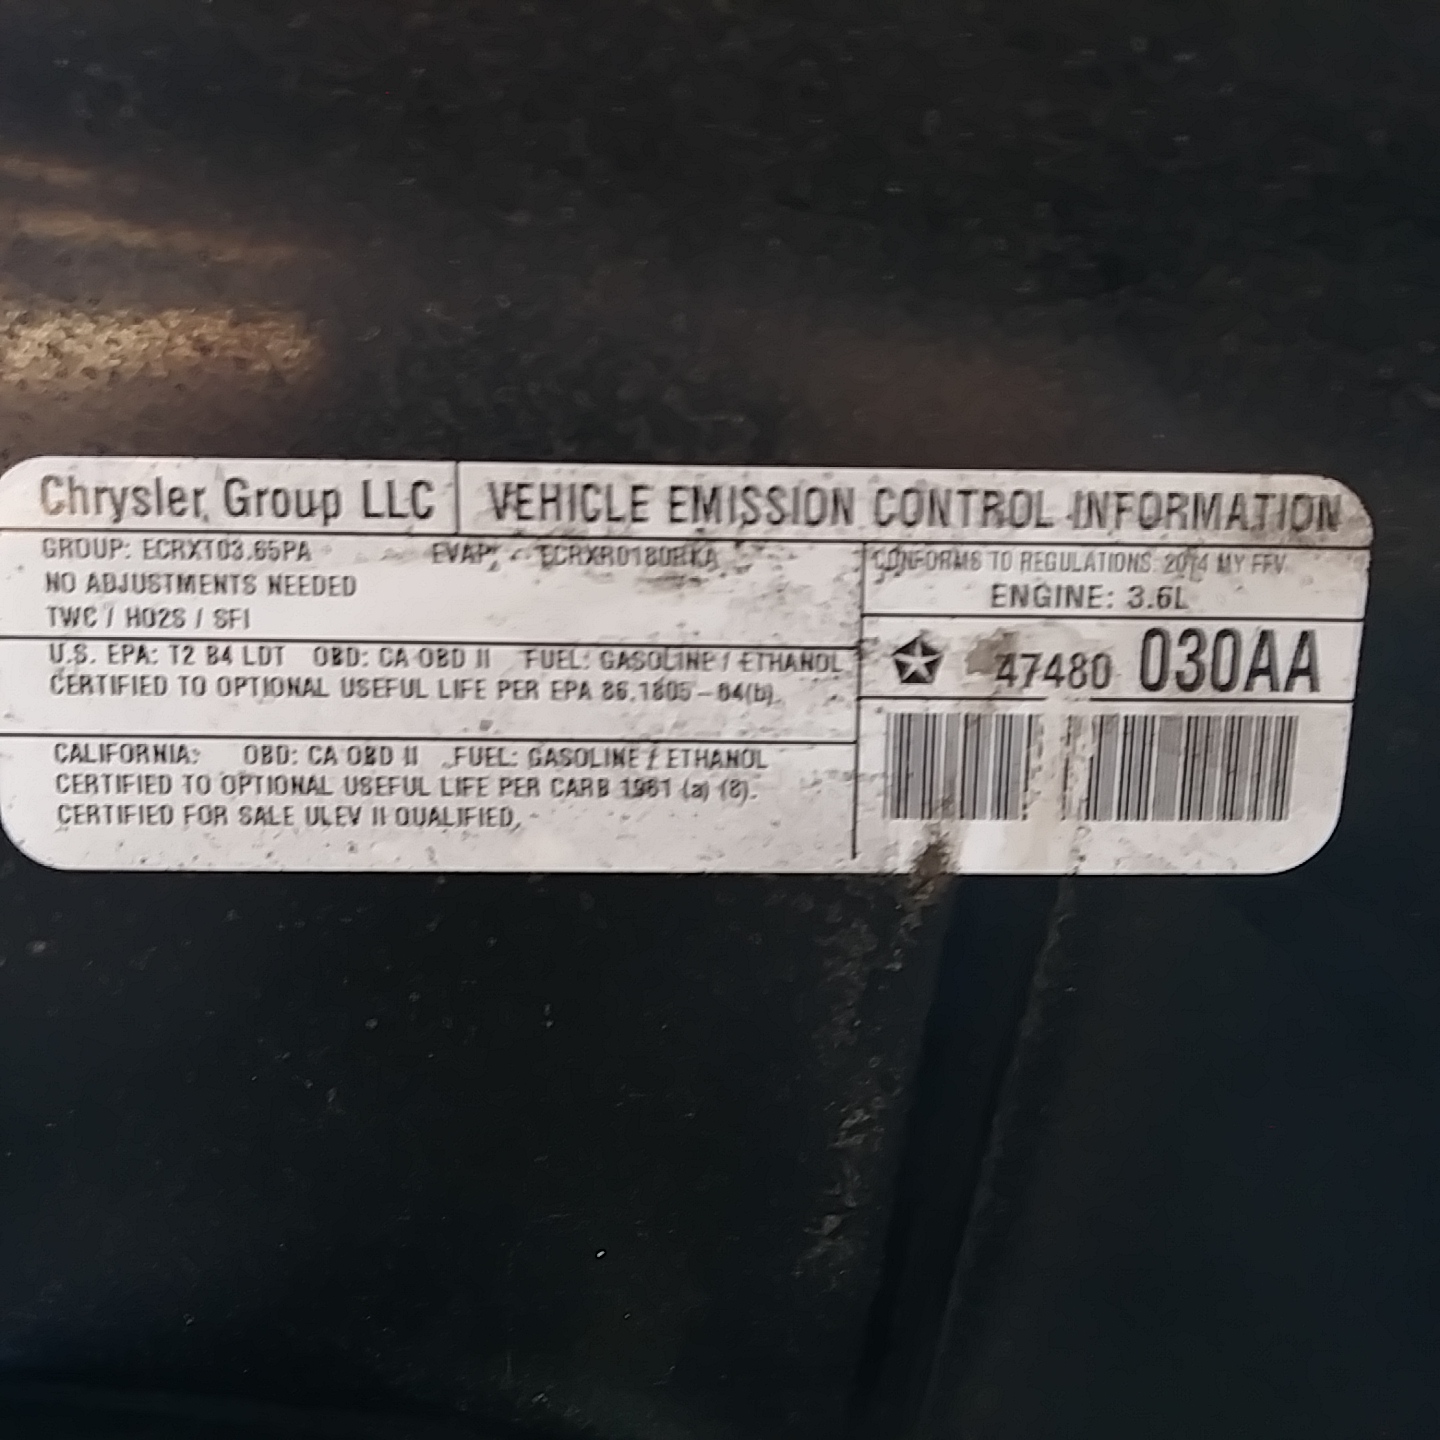 Chrysler Group LLC VEHICLE EMISSION CONTROL INFORMATION
GROUP: ECRXT03.65PA EVAP: ECRXR0180RKA
NO ADJUSTMENTS NEEDED
TWC / HO2S / SFI
CONFORMS TO REGULATIONS: 2014 MY FFV
ENGINE: 3.6L
U.S. EPA: T2 B4 LDT OBD: CA OBD II FUEL: GASOLINE / ETHANOL
CERTIFIED TO OPTIONAL USEFUL LIFE PER EPA 86.1805-04(b).
47480 030AA
CALIFORNIA: OBD: CA OBD II FUEL: GASOLINE / ETHANOL
CERTIFIED TO OPTIONAL USEFUL LIFE PER CARB 1961 (a) (8).
CERTIFIED FOR SALE ULEV II QUALIFIED.